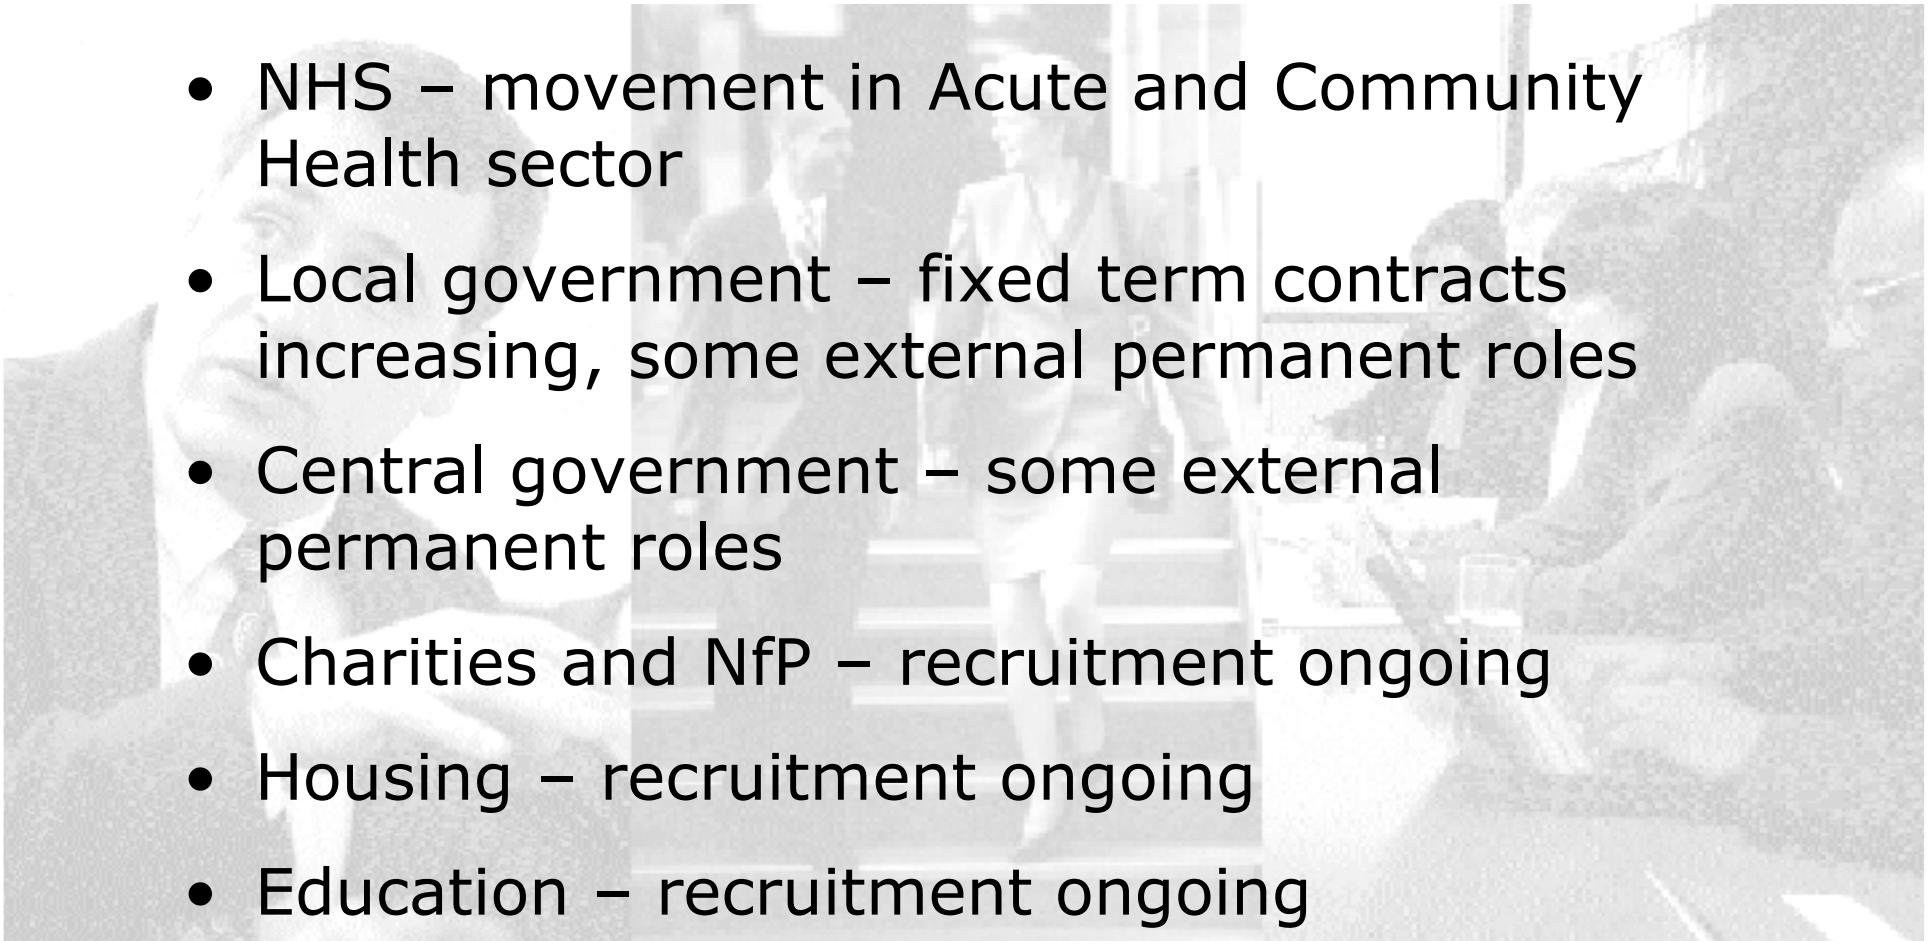 • NHS – movement in Acute and Community
Health sector
• Local government – fixed term contracts
increasing, some external permanent roles
• Central government – some external
permanent roles
• Charities and NfP – recruitment ongoing
• Housing – recruitment ongoing
• Education – recruitment ongoing